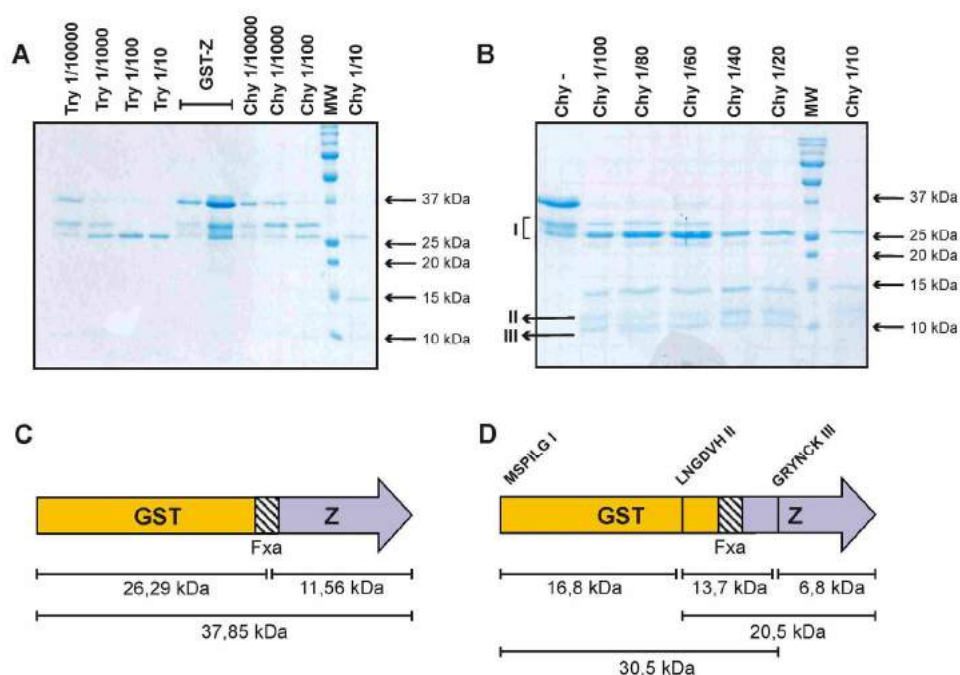 A
Try 1/10000
Try 1/1000
Try 1/100
Try 1/10
GST-Z
Chy 1/10000
Chy 1/1000
Chy 1/100
MW
Chy 1/10
37 kDa
25 kDa
20 kDa
15 kDa
10 kDa
B
Chy -
Chy 1/100
Chy 1/80
Chy 1/60
Chy 1/40
Chy 1/20
MW
Chy 1/10
I
II
III
37 kDa
25 kDa
20 kDa
15 kDa
10 kDa
C
GST
Z
Fxa
26,29 kDa
11,56 kDa
37,85 kDa
D
MSPILG I
LNGDVH II
GRYNCK III
GST
Z
Fxa
16,8 kDa
13,7 kDa
6,8 kDa
20,5 kDa
30.5 kDa